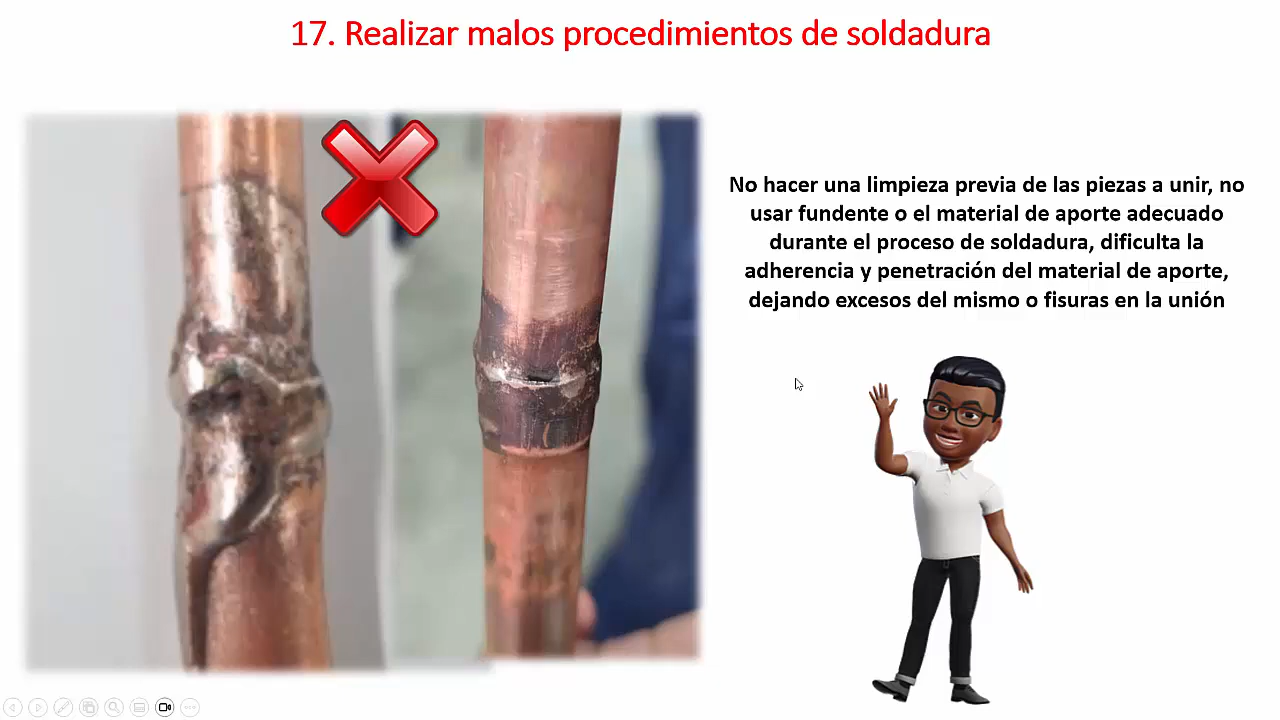 17. Realizar malos procedimientos de soldadura
No hacer una limpieza previa de las piezas a unir, no
usar fundente o el material de aporte adecuado
durante el proceso de soldadura, dificulta la
adherencia y penetración del material de aporte,
dejando excesos del mismo o fisuras en la unión